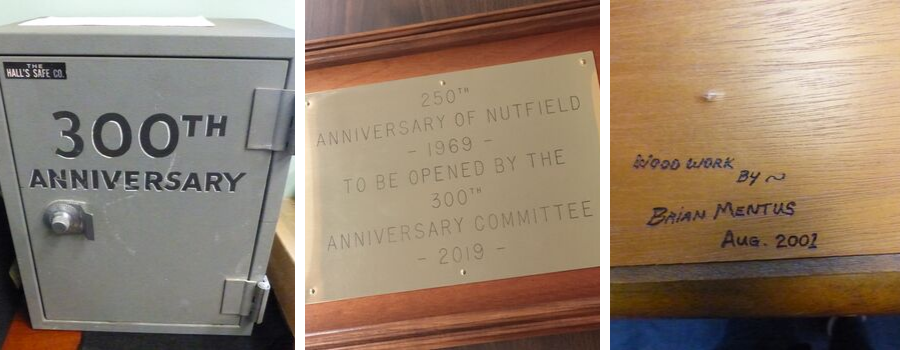 THE
HALL'S SAFE CO.
300TH
ANNIVERSARY
250TH
ANNIVERSARY OF NUTFIELD
- 1969 -
TO BE OPENED BY THE
300TH
ANNIVERSARY COMMITTEE
- 2019 -
WOOD WORK
BY ~
BRIAN MENTUS
AUG. 2001